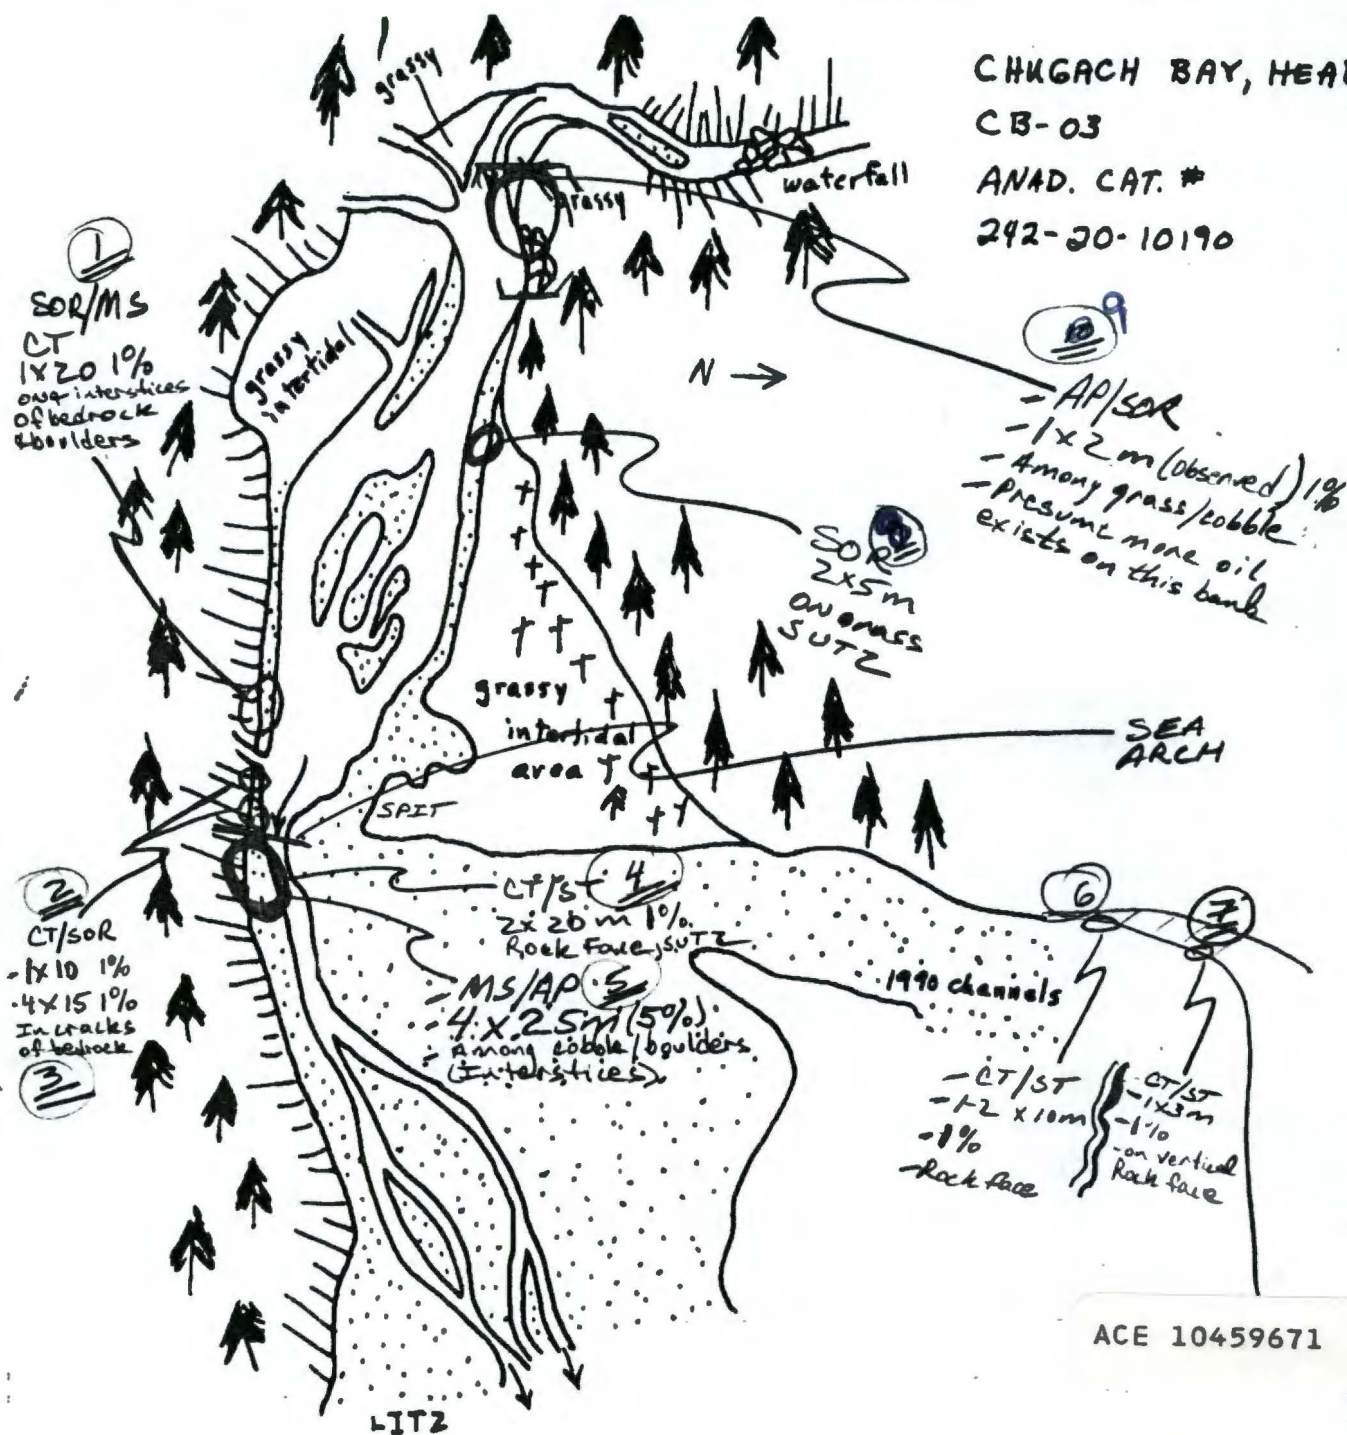 CHUGACH BAY, HEAD
CB-03
ANAD. CAT. #
242-20-10190
grassy
waterfall
grassy
1
SOR/MS
CT
1X20 1%
interstices
of bedrock
& boulders
grassy
intertidal
N →
9
- AP/SOR
- 1 x 2 m (observed) 1%
- Among grass/cobble
- Presume more oil
exists on this bank
SOR
2x5m
ON grass
SUTZ
grassy
intertidal
area
SEA
ARCH
SPIT
2
CT/SOR
- 1x10 1%
- 4x15 1%
In cracks
of bedrock
3
CT/ST 4
2x20 m 1%
Rock Face, SUTZ
- MS/AP 5
- 4 x 25m (5%)
- Among cobble/boulders
(Interstices)
6
7
1990 channels
- CT/ST
- 1-2 x 10m
- 1%
- Rock face
- CT/ST
- 1x3m
- 1%
- on vertical
Rock face
ACE 10459671
LITZ